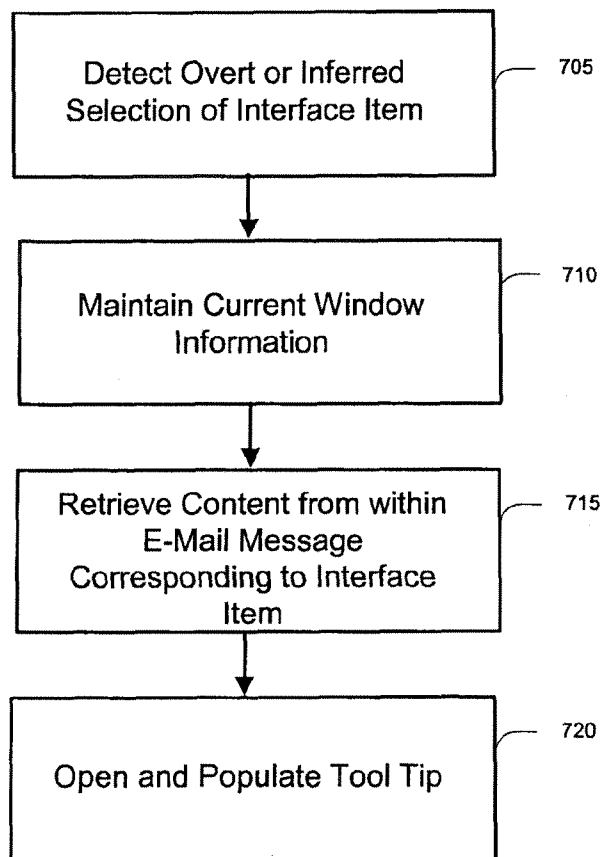 Detect Overt or Inferred
Selection of Interface Item
705
Maintain Current Window
Information
710
Retrieve Content from within
E-Mail Message
Corresponding to Interface
Item
715
Open and Populate Tool Tip
720